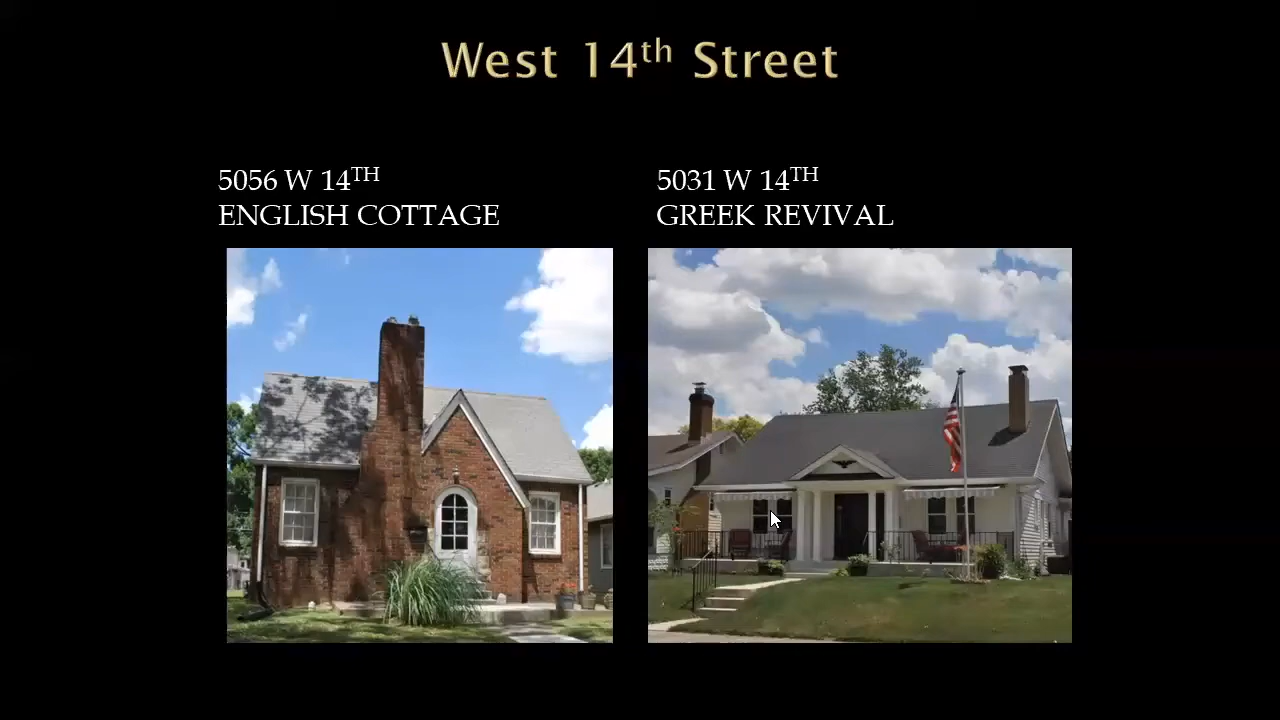 West 14th Street
5056 W 14TH
ENGLISH COTTAGE
5031 W 14TH
GREEK REVIVAL